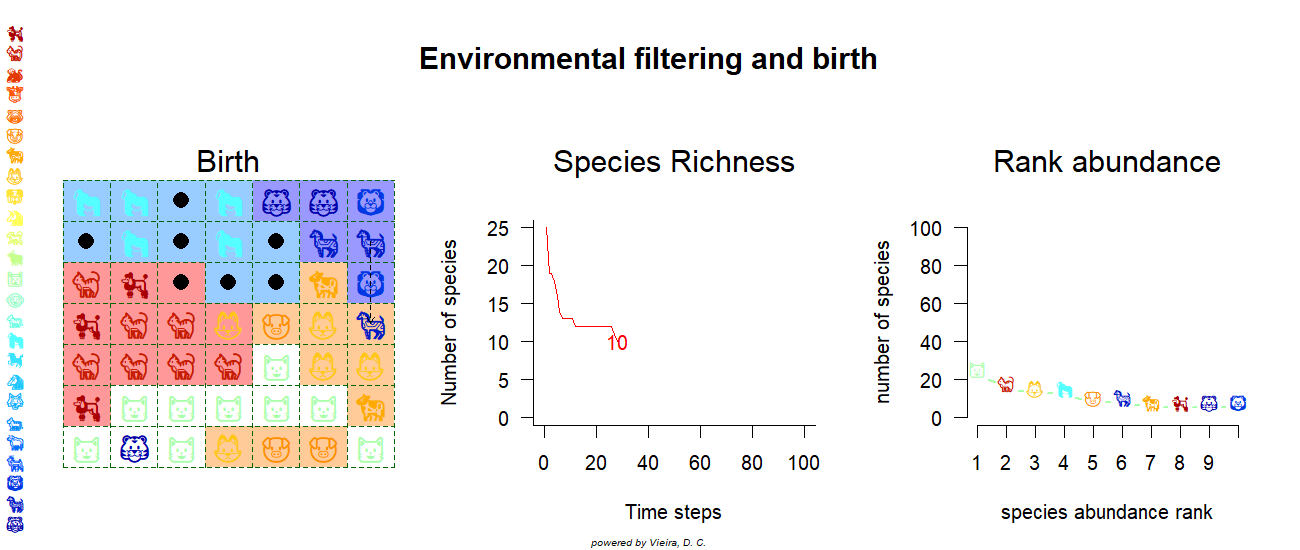 Environmental filtering and birth
Birth
Species Richness
Rank abundance
Number of species
25
20
15
10
5
0
10
0 20 40 60 80 100
Time steps
number of species
100
80
60
40
20
0
1 2 3 4 5 6 7 8 9
species abundance rank
powered by Vieira, D. C.